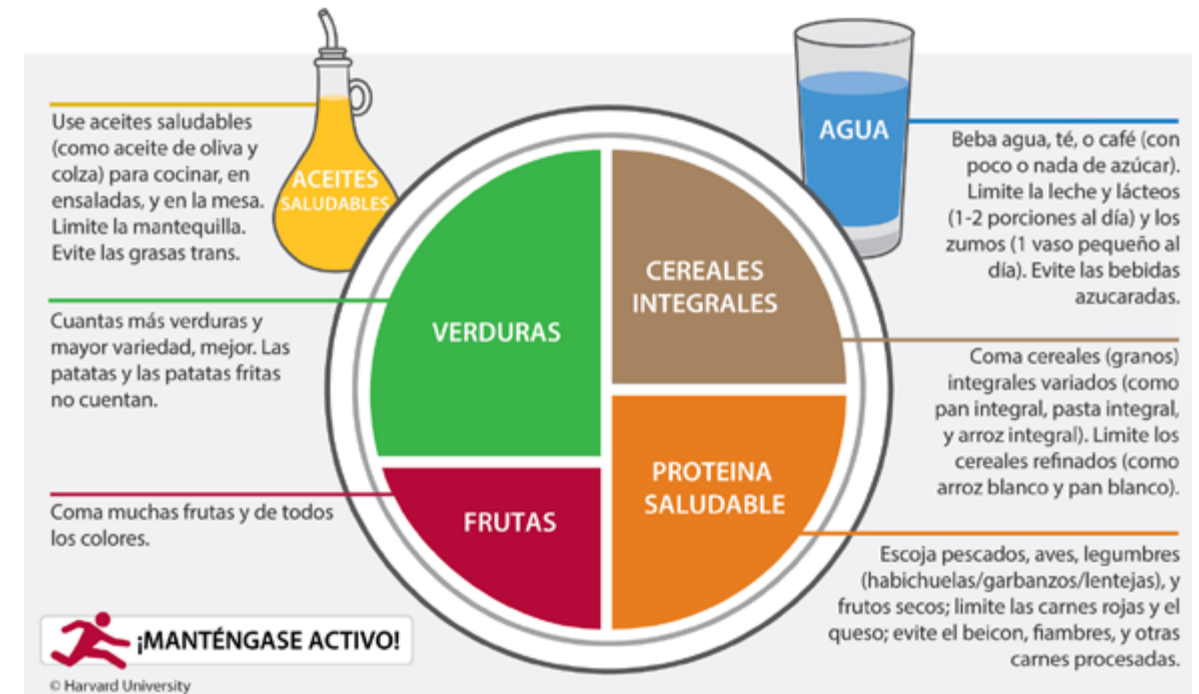 Use aceites saludables
(como aceite de oliva y
colza) para cocinar, en
ensaladas, y en la mesa.
Limite la mantequilla.
Evite las grasas trans.
ACEITES
SALUDABLES
Cuantas más verduras y
mayor variedad, mejor. Las
patatas y las patatas fritas
no cuentan.
Coma muchas frutas y de todos
los colores.
VERDURAS
FRUTAS
CEREALES
INTEGRALES
PROTEINA
SALUDABLE
AGUA
Beba agua, té, o café (con
poco o nada de azúcar).
Limite la leche y lácteos
(1-2 porciones al día) y los
zumos (1 vaso pequeño al
día). Evite las bebidas
azucaradas.
Coma cereales (granos)
integrales variados (como
pan integral, pasta integral,
y arroz integral). Limite los
cereales refinados (como
arroz blanco y pan blanco).
Escoja pescados, aves, legumbres
(habichuelas/garbanzos/lentejas), y
frutos secos; limite las carnes rojas y el
queso; evite el beicon, fiambres, y otras
carnes procesadas.
¡MANTÉNGASE ACTIVO!
© Harvard University